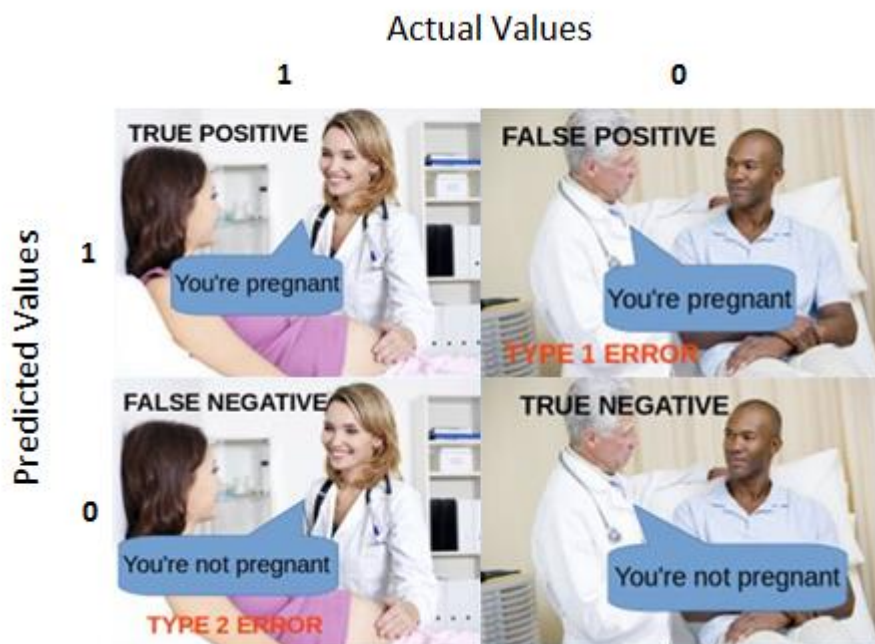 Actual Values
1 0
Predicted Values
1
TRUE POSITIVE
You're pregnant
FALSE POSITIVE
You're pregnant
TYPE 1 ERROR
0
FALSE NEGATIVE
You're not pregnant
TYPE 2 ERROR
TRUE NEGATIVE
You're not pregnant